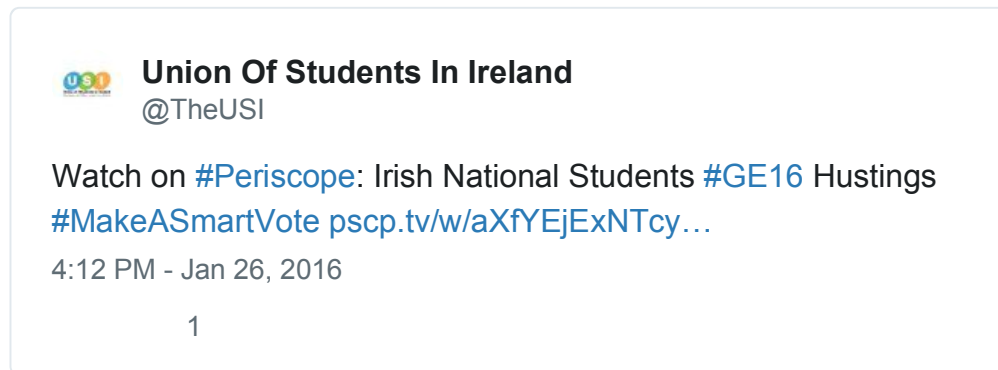 USI
Union Of Students In Ireland
@TheUSI
Watch on #Periscope: Irish National Students #GE16 Hustings
#MakeASmartVote pscp.tv/w/aXfYEjExNTcy…
4:12 PM - Jan 26, 2016
1